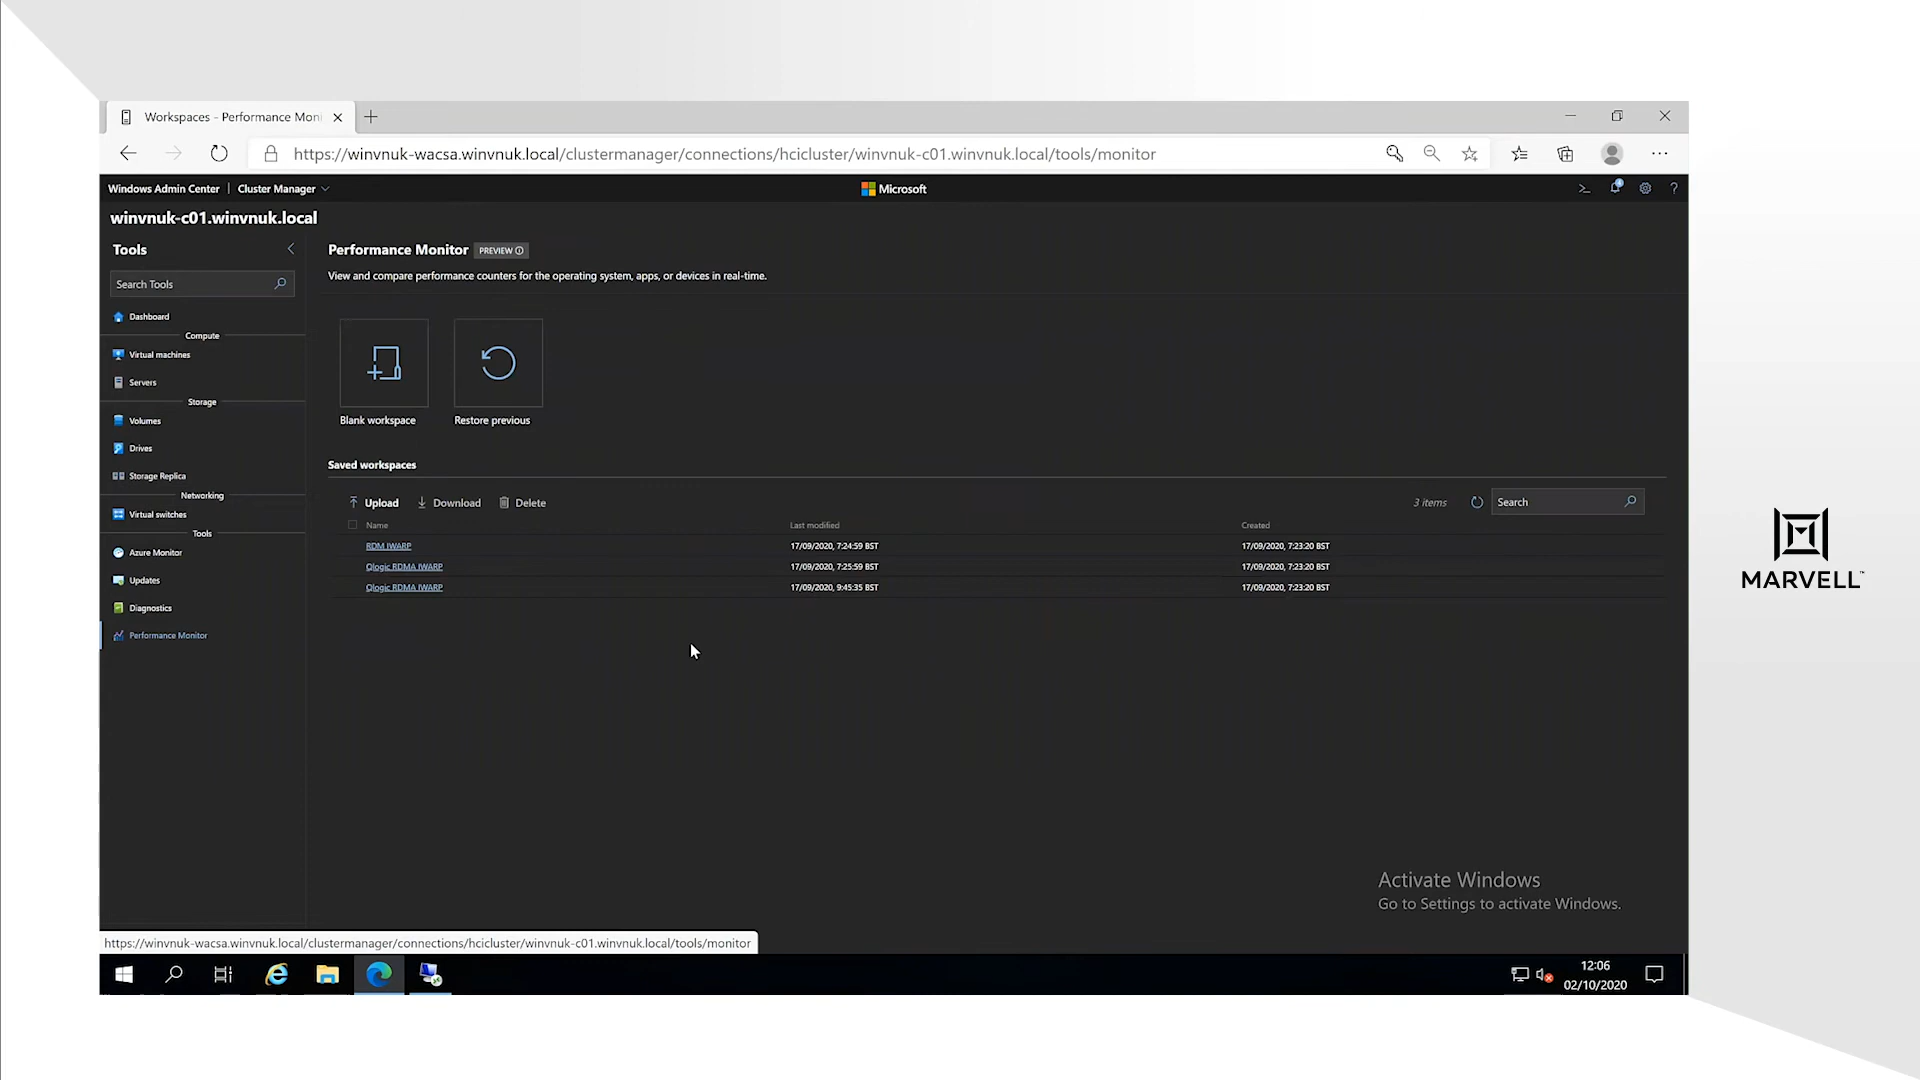 Workspaces - Performance Mon
https://winvnuk-wacsa.winvnuk.local/clustermanager/connections/hcicluster/winvnuk-c01.winvnuk.local/tools/monitor
Windows Admin Center | Cluster Manager
Microsoft
winvnuk-c01.winvnuk.local
Tools
Search Tools
Dashboard
Compute
Virtual machines
Servers
Storage
Volumes
Drives
Storage Replica
Networking
Virtual switches
Tools
Azure Monitor
Updates
Diagnostics
Performance Monitor
Performance Monitor PREVIEW
View and compare performance counters for the operating system, apps, or devices in real-time.
Blank workspace Restore previous
Saved workspaces
Upload Download Delete 3 items Search
Name Last modified Created
RDM IWARP 17/09/2020, 7:24:59 BST 17/09/2020, 7:23:20 BST
Qlogic RDMA IWARP 17/09/2020, 7:25:59 BST 17/09/2020, 7:23:20 BST
Qlogic RDMA IWARP 17/09/2020, 9:45:35 BST 17/09/2020, 7:23:20 BST
Activate Windows
Go to Settings to activate Windows.
https://winvnuk-wacsa.winvnuk.local/clustermanager/connections/hcicluster/winvnuk-c01.winvnuk.local/tools/monitor
12:06
02/10/2020
MARVELL™